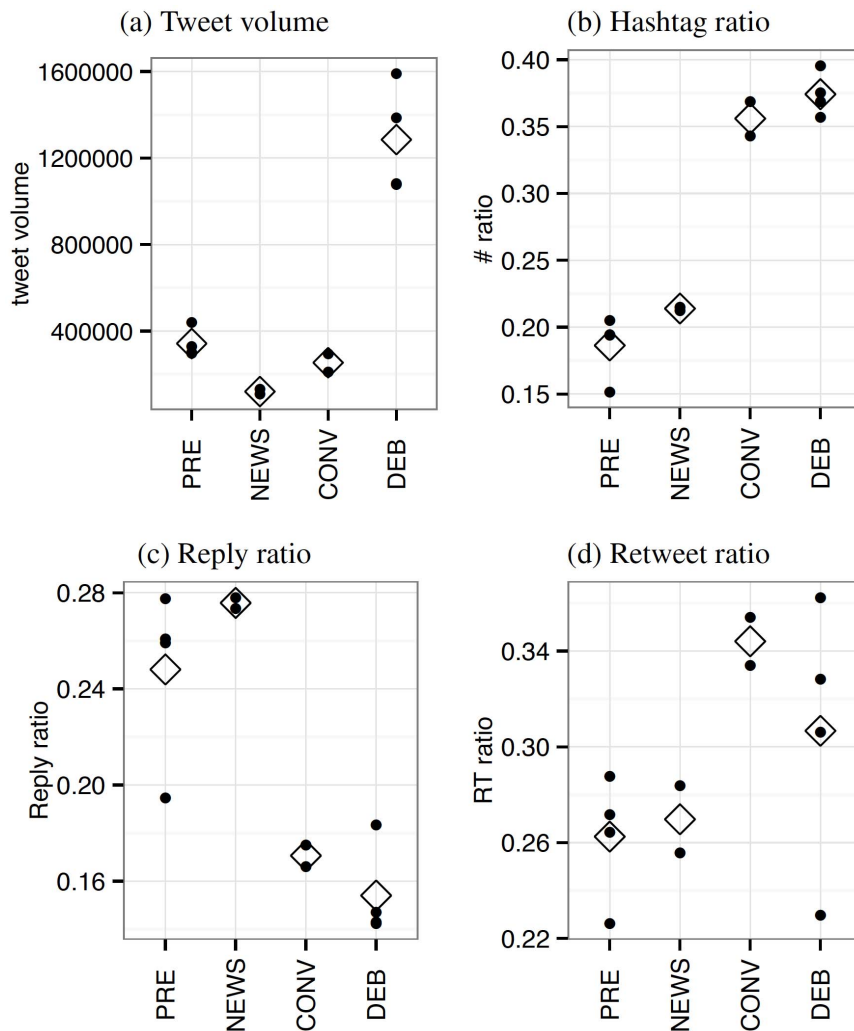 (a) Tweet volume
tweet volume
1600000
1200000
800000
400000
PRE
NEWS
CONV
DEB
(b) Hashtag ratio
# ratio
0.40
0.35
0.30
0.25
0.20
0.15
PRE
NEWS
CONV
DEB
(c) Reply ratio
Reply ratio
0.28
0.24
0.20
0.16
PRE
NEWS
CONV
DEB
(d) Retweet ratio
RT ratio
0.34
0.30
0.26
0.22
PRE
NEWS
CONV
DEB